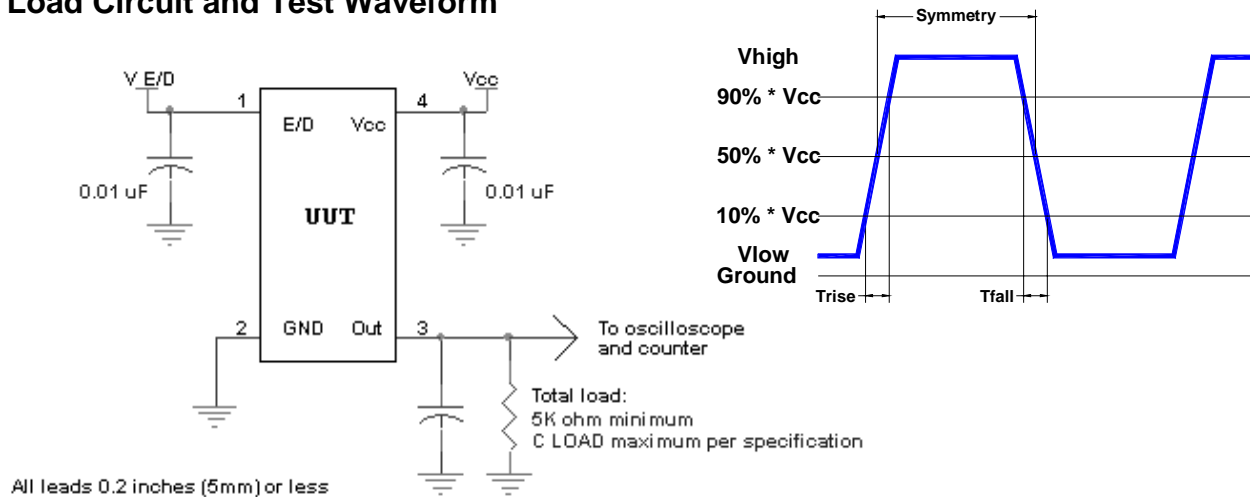 Load Circuit and Test Waveform
V E/D
Vcc
1
4
E/D
Vcc
0.01 uF
0.01 uF
UUT
2
GND
Out
3
To oscilloscope
and counter
Total load:
5K ohm minimum
C LOAD maximum per specification
All leads 0.2 inches (5mm) or less
Symmetry
Vhigh
90% * Vcc
50% * Vcc
10% * Vcc
Vlow
Ground
Trise
Tfall